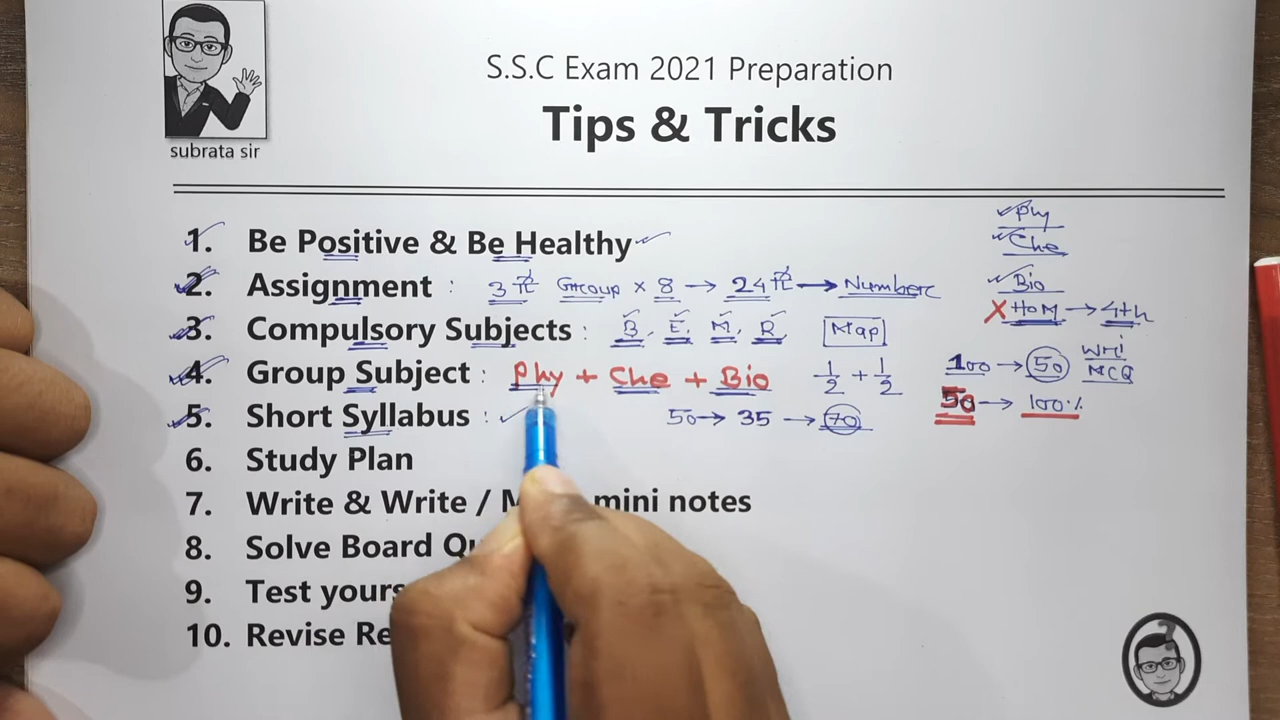 subrata sir
S.S.C Exam 2021 Preparation
Tips & Tricks
1. Be Positive & Be Healthy
2. Assignment : 3 Group × 8 → 24 → Number
3. Compulsory Subjects : B, E, M, R Map
4. Group Subject : Phy + Che + Bio 1/2 + 1/2
5. Short Syllabus : 50 → 35 → 70
6. Study Plan
7. Write & Write / mini notes
8. Solve Board
9. Test
10. Revise
Phy
Che
Bio
HOM → 4th
100 → 50 Wri
MCQ
50 → 100%